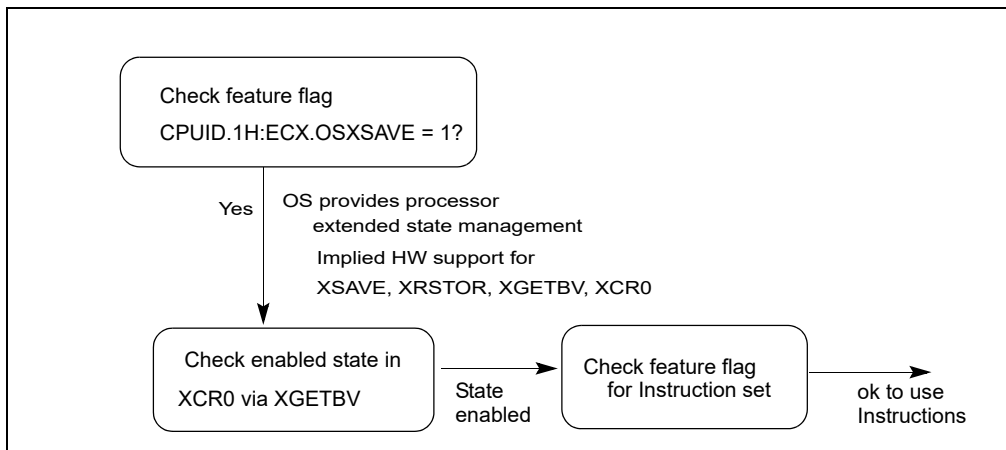 Check feature flag
CPUID.1H:ECX.OSXSAVE = 1?
Yes
OS provides processor
extended state management
Implied HW support for
XSAVE, XRSTOR, XGETBV, XCR0
Check enabled state in
XCR0 via XGETBV
State
enabled
Check feature flag
for Instruction set
ok to use
Instructions